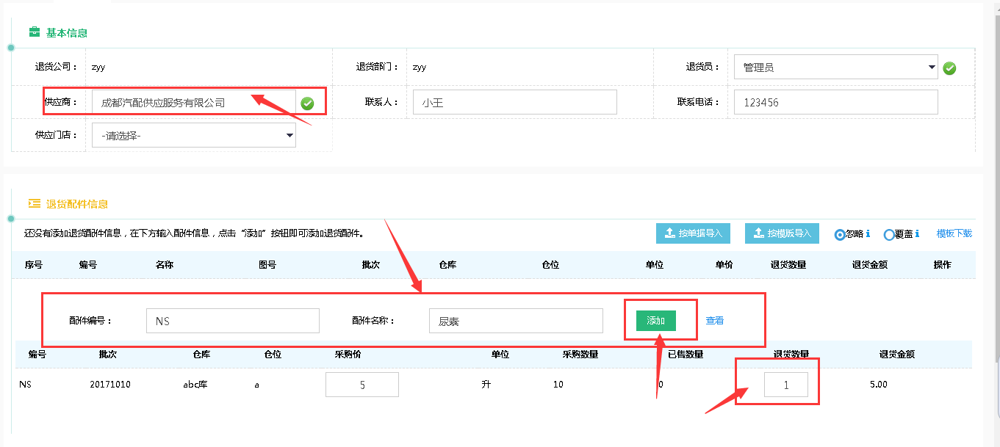 基本信息
退货公司： zyy 退货部门： zyy 退货员： 管理员
供应商： 成都汽配供应服务有限公司 联系人： 小王 联系电话： 123456
供应门店： -请选择-
退货配件信息
还没有添加退货配件信息，在下方输入配件信息，点击“添加”按钮即可添加退货配件。 按单据导入 按模版导入 忽略 i 覆盖 i 模板下载
序号 编号 名称 图号 批次 仓库 仓位 单位 单价 退货数量 退货金额 操作
配件编号： NS 配件名称： 尿素 添加 查看
编号 批次 仓库 仓位 采购价 单位 采购数量 已售数量 退货数量 退货金额
NS 20171010 abc库 a 5 升 10 0 1 5.00